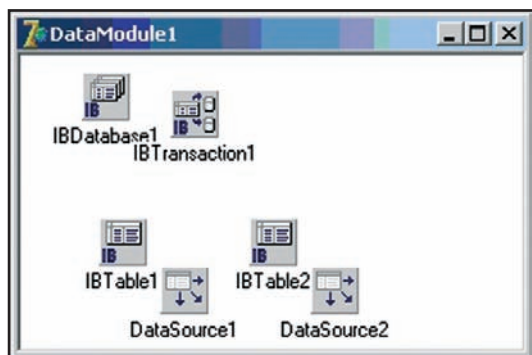 DataModule1
IB
IBDatabase1
IB
IBTransaction1
IB
IBTable1
IB
IBTable2
DataSource1
DataSource2